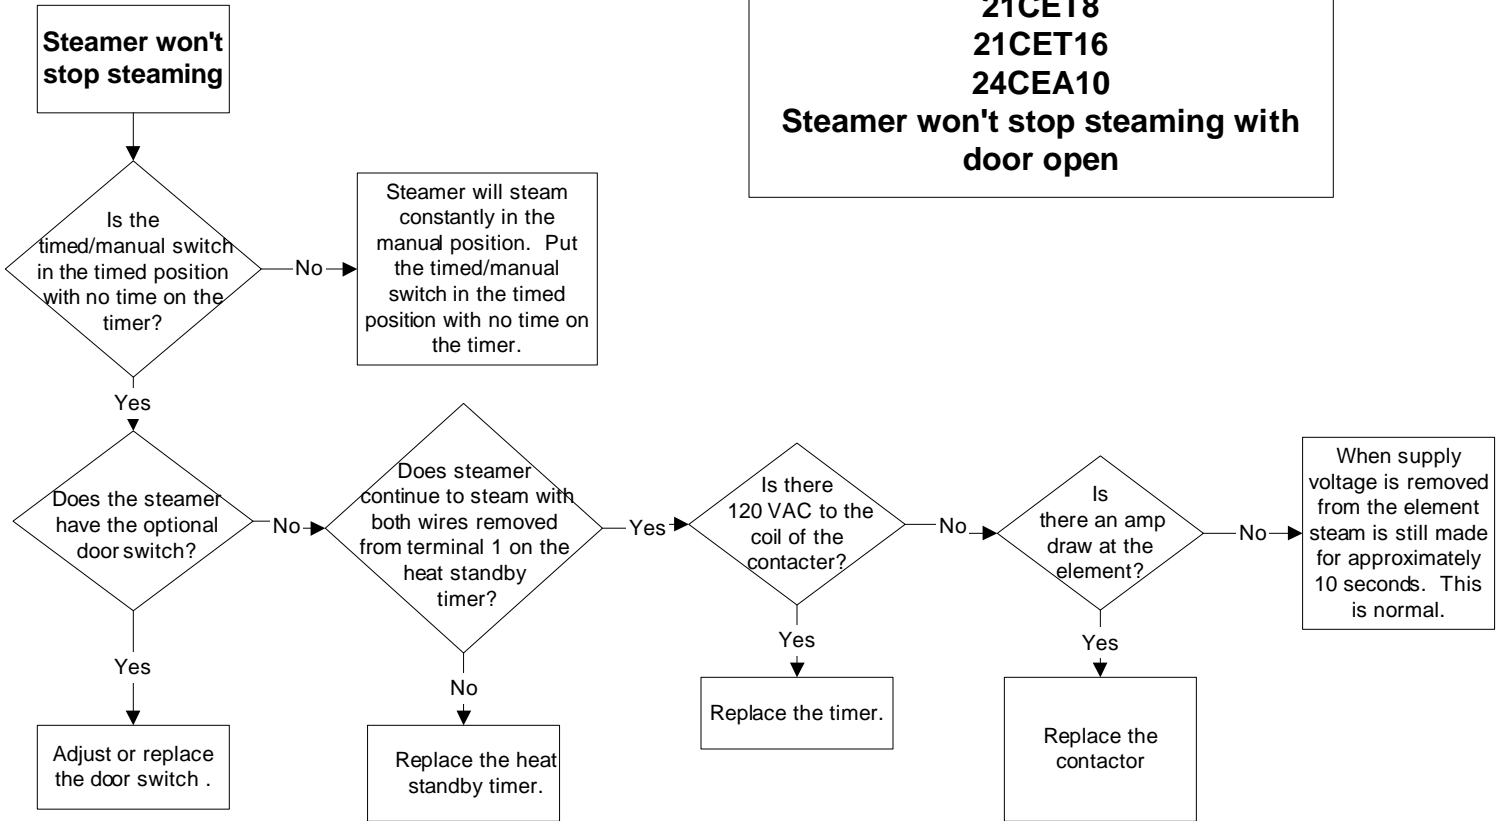 Steamer won't
stop steaming
21CET8
21CET16
24CEA10
Steamer won't stop steaming with
door open
Is the
timed/manual switch
in the timed position
with no time on the
timer?
No
Steamer will steam
constantly in the
manual position. Put
the timed/manual
switch in the timed
position with no time on
the timer.
Yes
Does the steamer
have the optional
door switch?
No
Does steamer
continue to steam with
both wires removed
from terminal 1 on the
heat standby
timer?
Yes
Is there
120 VAC to the
coil of the
contacter?
No
Is
there an amp
draw at the
element?
No
When supply
voltage is removed
from the element
steam is still made
for approximately
10 seconds. This
is normal.
Yes
Adjust or replace
the door switch .
No
Replace the heat
standby timer.
Yes
Replace the timer.
Yes
Replace the
contactor